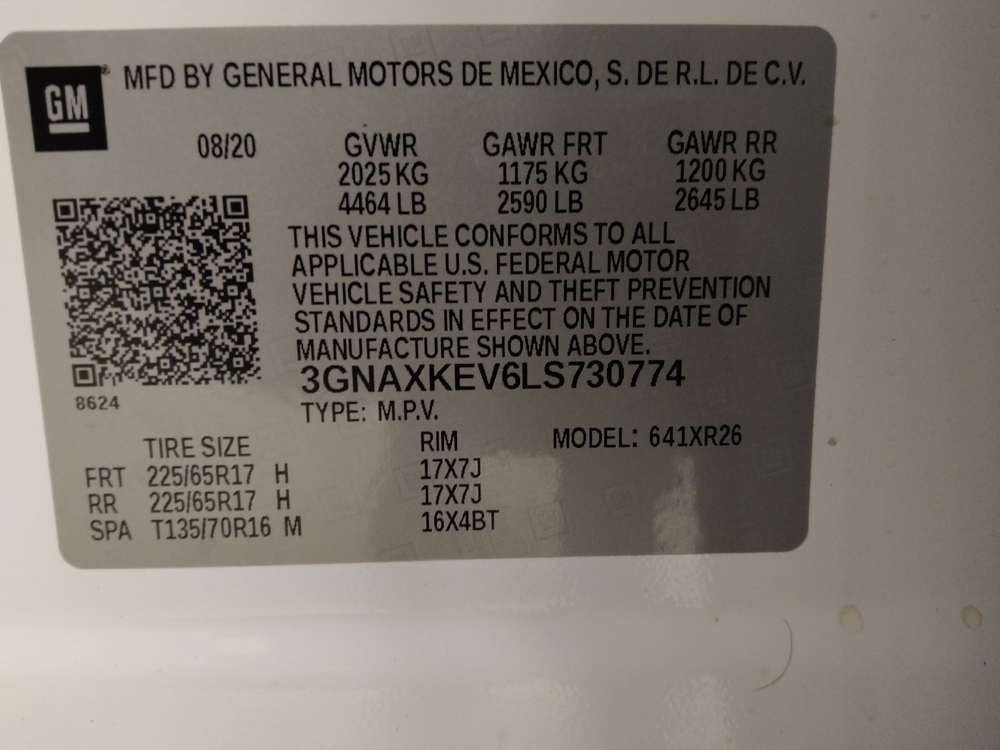 GM
MFD BY GENERAL MOTORS DE MEXICO, S. DE R.L. DE C.V.
08/20 GVWR GAWR FRT GAWR RR
2025 KG 1175 KG 1200 KG
4464 LB 2590 LB 2645 LB
THIS VEHICLE CONFORMS TO ALL
APPLICABLE U.S. FEDERAL MOTOR
VEHICLE SAFETY AND THEFT PREVENTION
STANDARDS IN EFFECT ON THE DATE OF
MANUFACTURE SHOWN ABOVE.
3GNAXKEV6LS730774
8624
TYPE: M.P.V.
TIRE SIZE RIM MODEL: 641XR26
FRT 225/65R17 H 17X7J
RR 225/65R17 H 17X7J
SPA T135/70R16 M 16X4BT